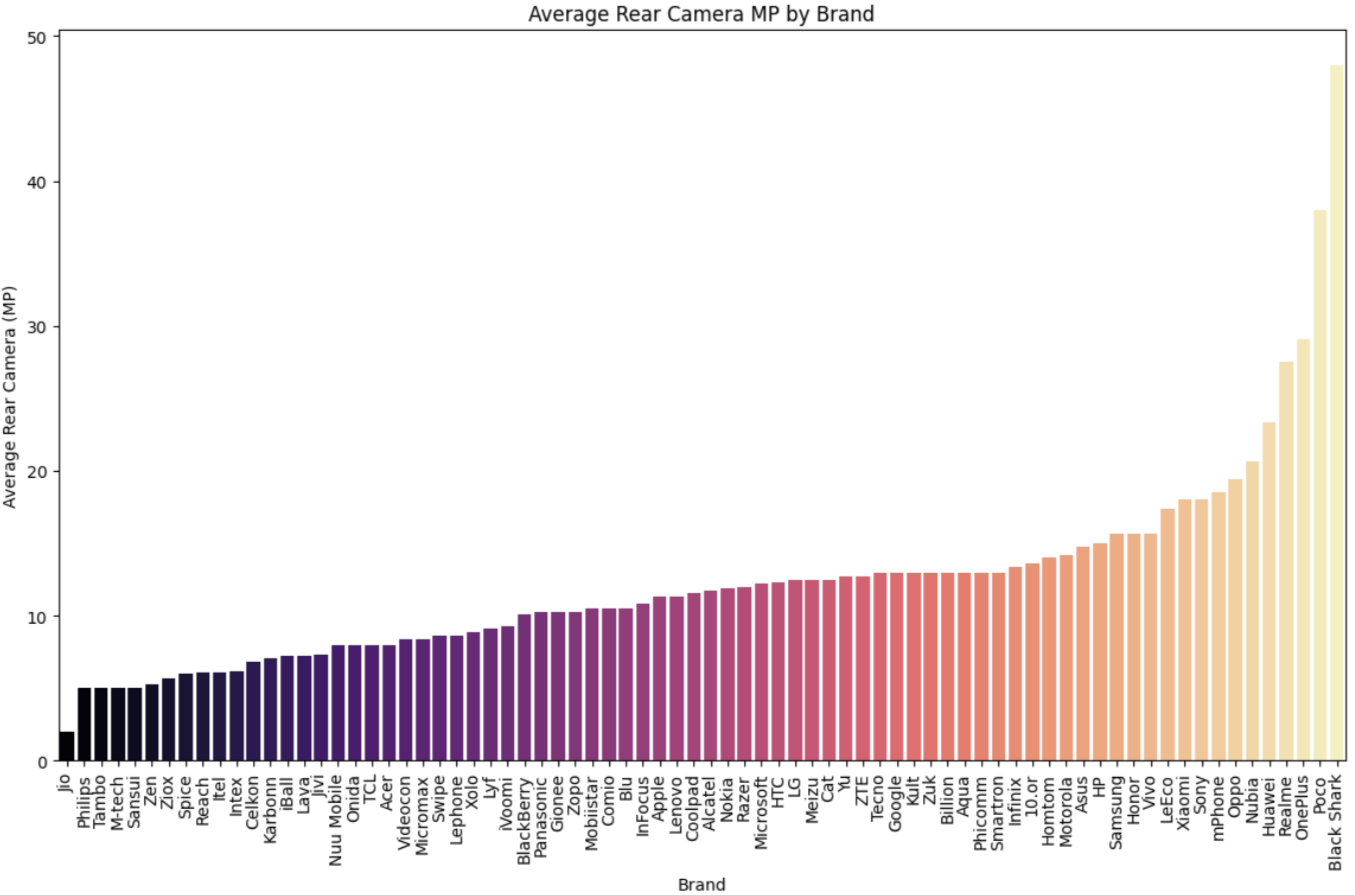 Average Rear Camera MP by Brand
Average Rear Camera (MP)
50
40
30
20
10
0
Jio
Philips
Tambo
M-tech
Sansui
Zen
Ziox
Spice
Reach
Itel
Intex
Celkon
Karbonn
iBall
Lava
Jivi
Nuu Mobile
Onida
TCL
Acer
Videocon
Micromax
Swipe
Lephone
Xolo
Lyf
iVoomi
BlackBerry
Panasonic
Gionee
Zopo
Mobiistar
Comio
Blu
InFocus
Apple
Lenovo
Coolpad
Alcatel
Nokia
Razer
Microsoft
HTC
LG
Meizu
Cat
Yu
ZTE
Tecno
Google
Kult
Zuk
Billion
Aqua
Phicomm
Smartron
Infinix
10.or
Homtom
Motorola
Asus
HP
Samsung
Honor
Vivo
LeEco
Xiaomi
Sony
mPhone
Oppo
Nubia
Huawei
Realme
OnePlus
Poco
Black Shark
Brand